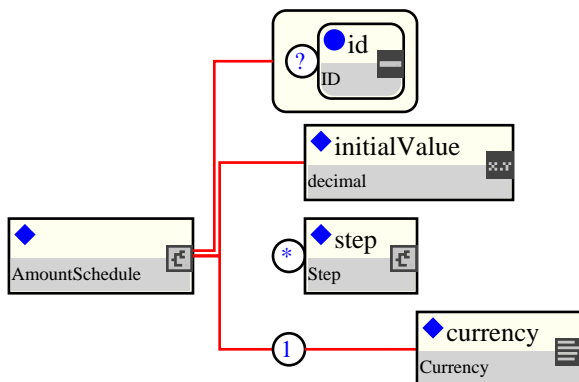 id
?
ID
initialValue
x.y
decimal
AmountSchedule
step
*
Step
currency
1
Currency